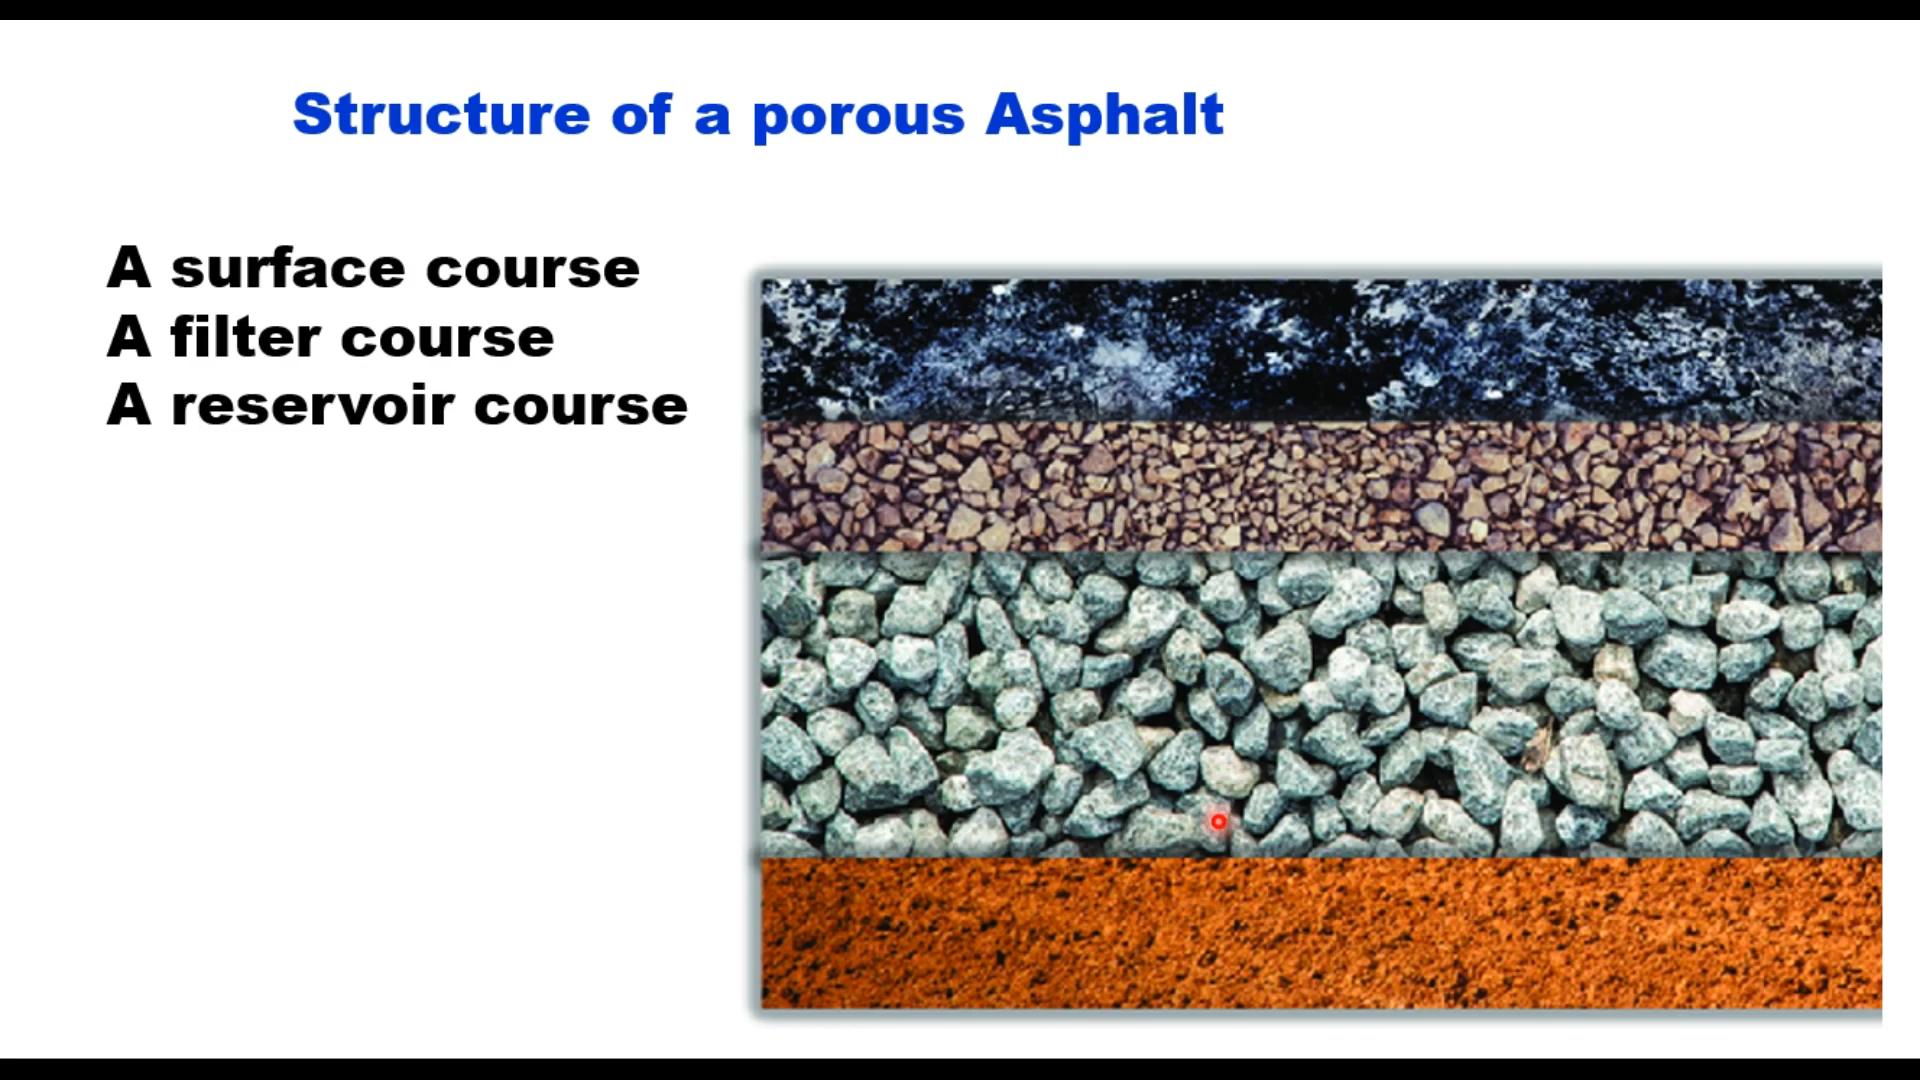 Structure of a porous Asphalt
A surface course
A filter course
A reservoir course